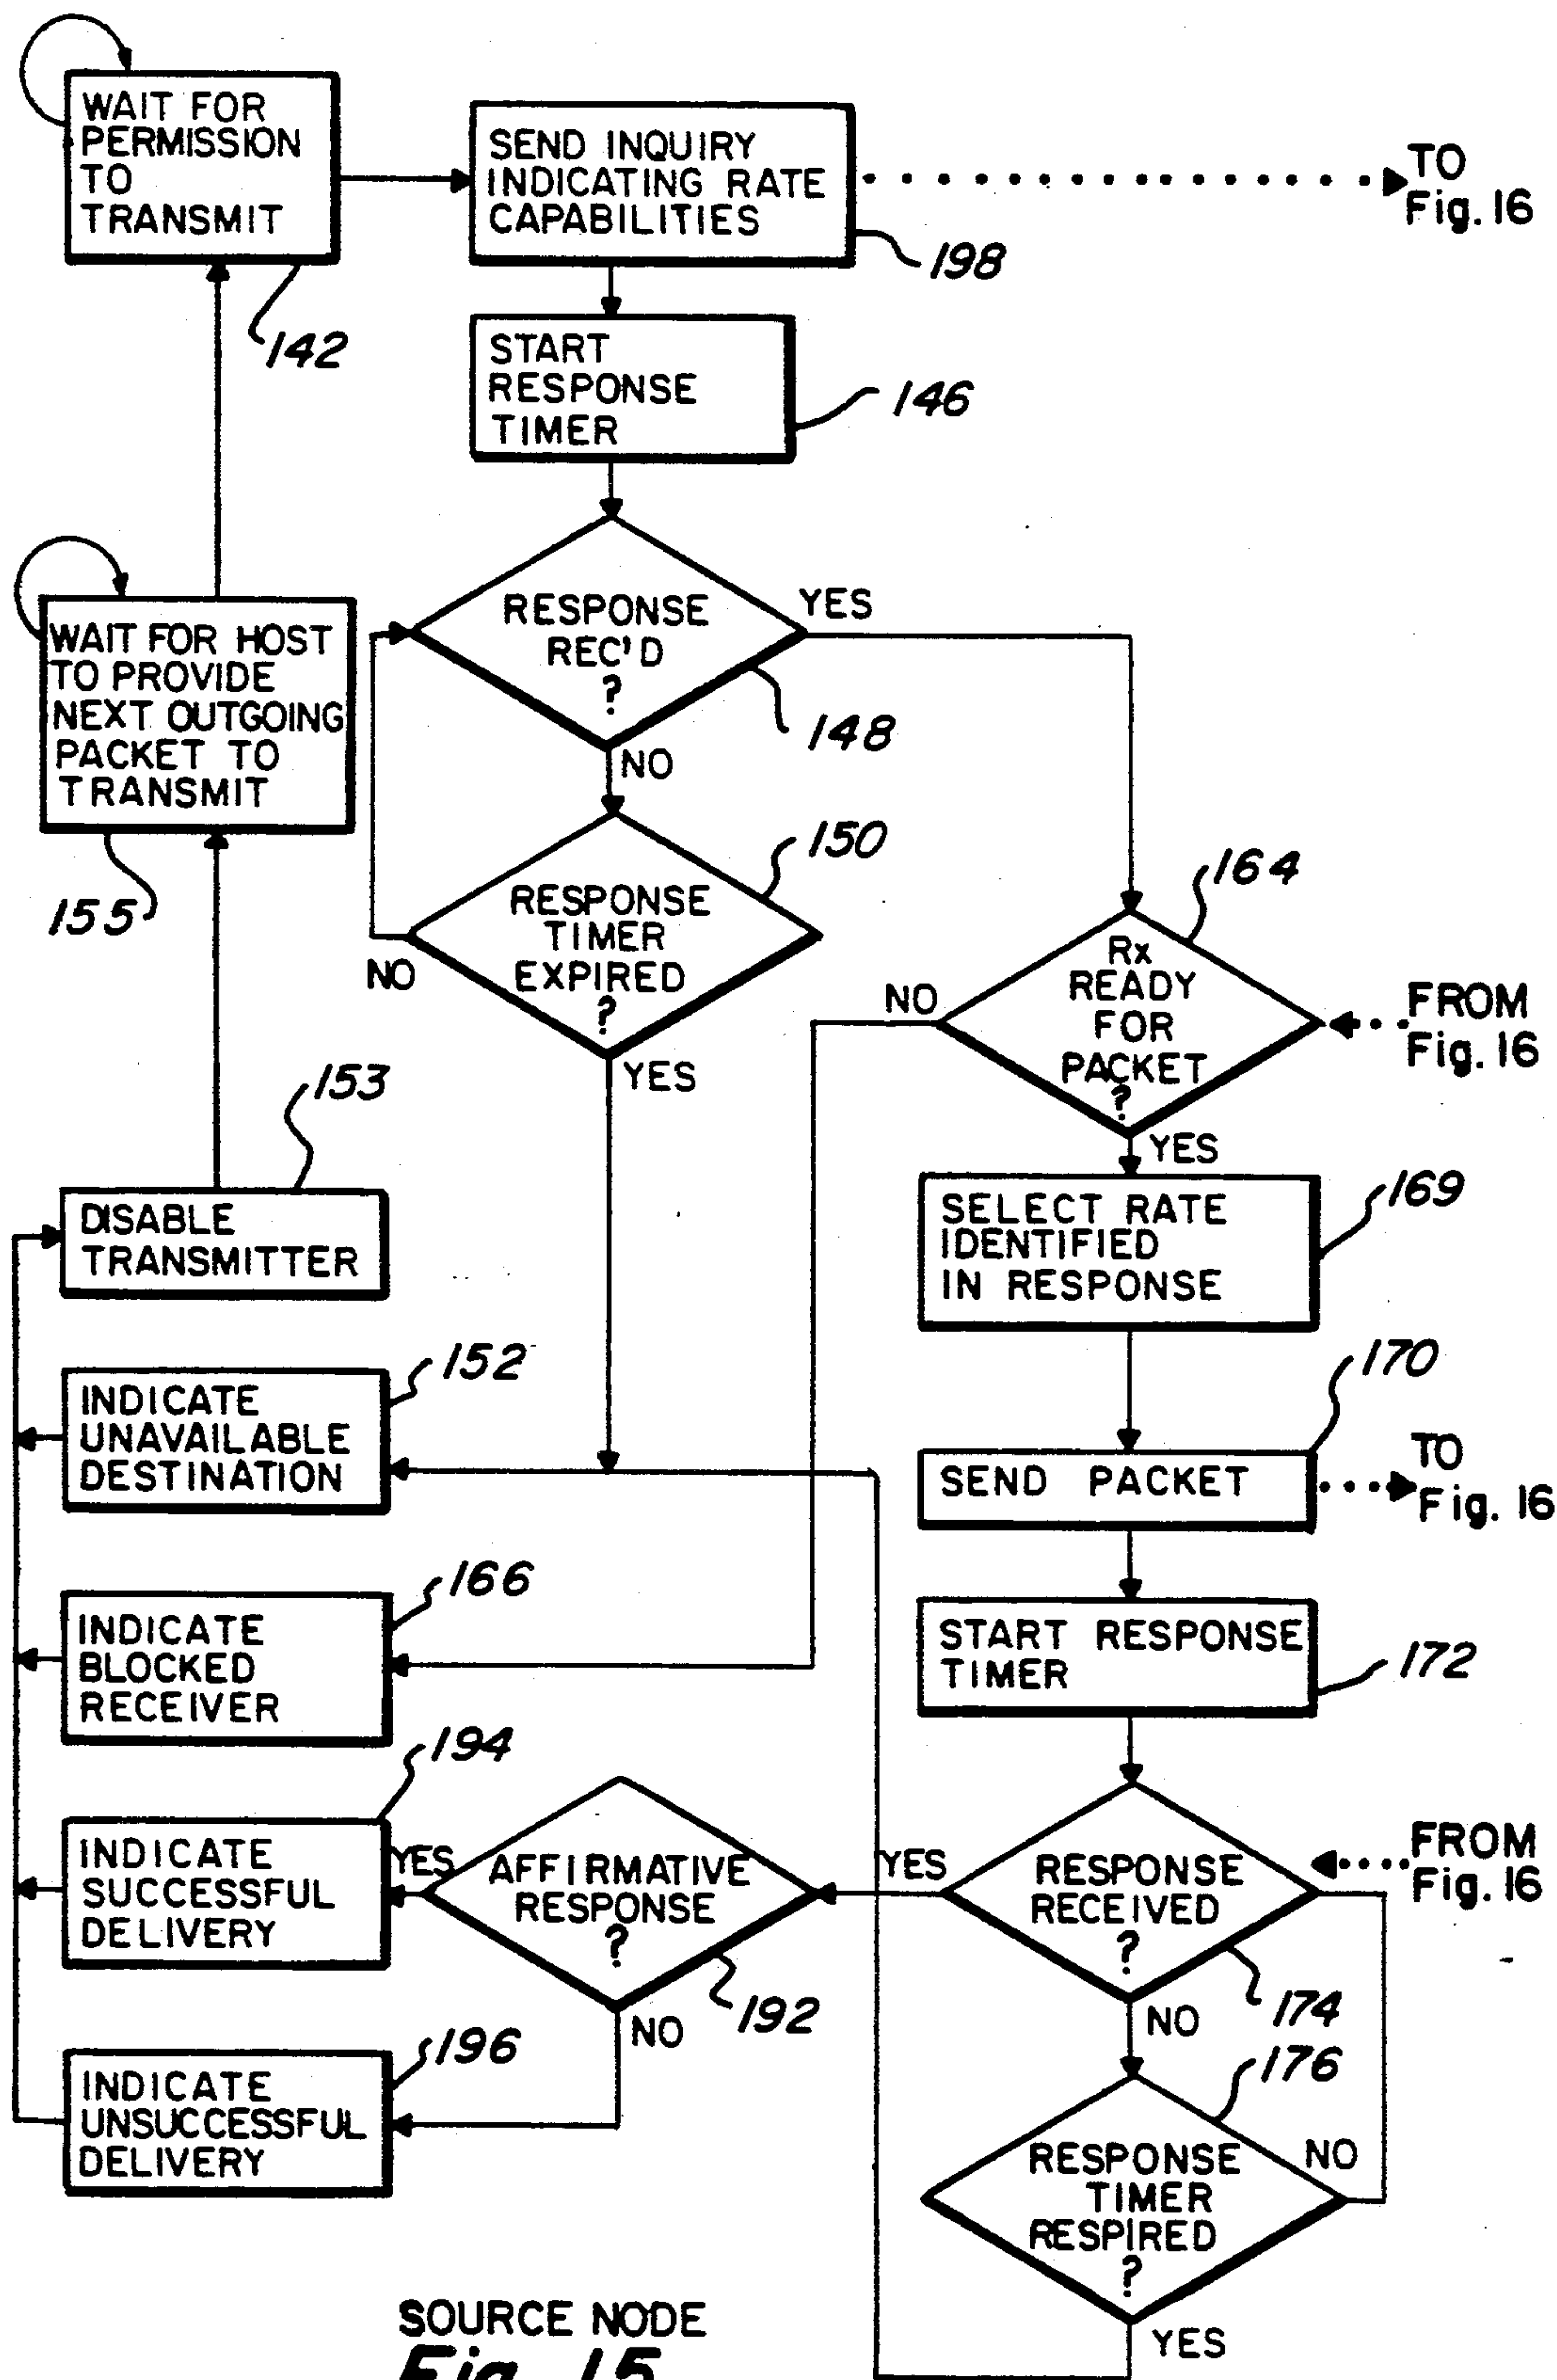 WAIT FOR
PERMISSION
TO
TRANSMIT
142
SEND INQUIRY
INDICATING RATE
CAPABILITIES
198
TO
Fig. 16
START
RESPONSE
TIMER
146
RESPONSE
REC'D
?
YES
148
NO
WAIT FOR HOST
TO PROVIDE
NEXT OUTGOING
PACKET TO
TRANSMIT
155
RESPONSE
TIMER
EXPIRED
?
150
NO
YES
Rx
READY
FOR
PACKET
?
164
NO
FROM
Fig. 16
YES
153
DISABLE
TRANSMITTER
SELECT RATE
IDENTIFIED
IN RESPONSE
169
152
INDICATE
UNAVAILABLE
DESTINATION
170
SEND PACKET
TO
Fig. 16
166
INDICATE
BLOCKED
RECEIVER
START RESPONSE
TIMER
172
194
INDICATE
SUCCESSFUL
DELIVERY
YES
AFFIRMATIVE
RESPONSE
?
192
NO
YES
RESPONSE
RECEIVED
?
FROM
Fig. 16
174
NO
196
INDICATE
UNSUCCESSFUL
DELIVERY
176
RESPONSE
TIMER
RESPIRED
?
NO
YES
SOURCE NODE
Fig. 15